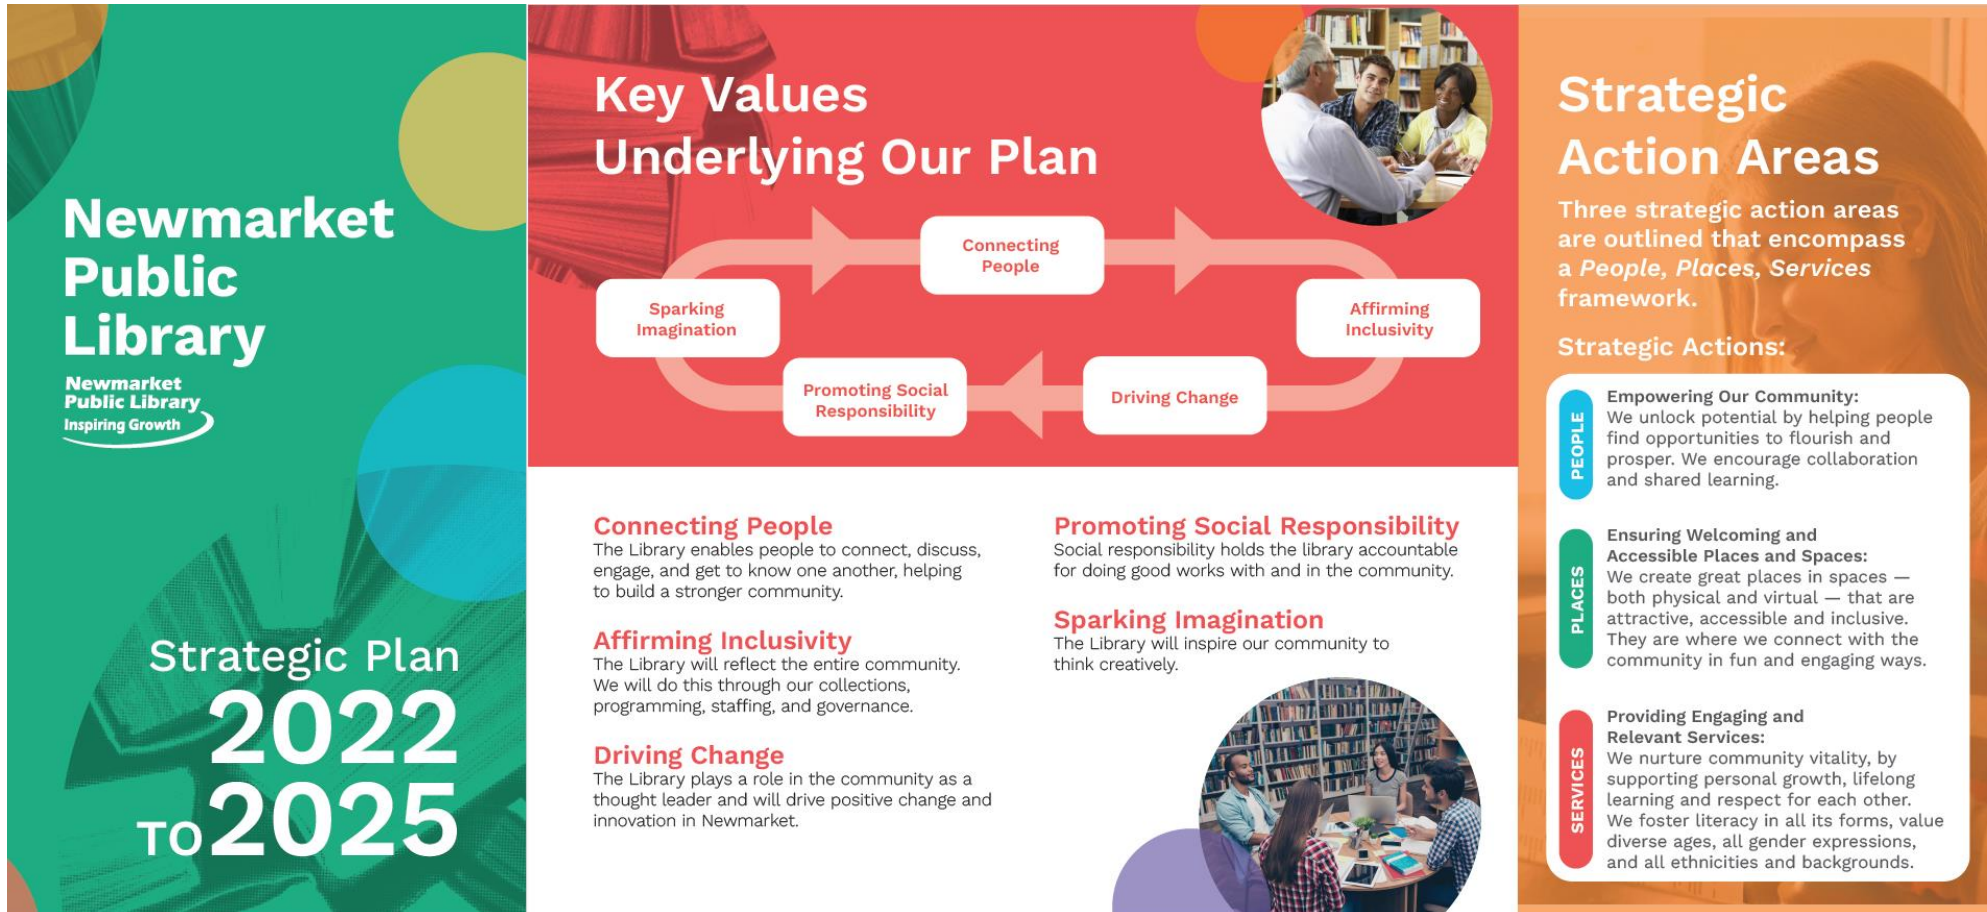 Newmarket
Public
Library
Newmarket
Public Library
Inspiring Growth
Strategic Plan
2022
TO 2025
Key Values
Underlying Our Plan
Connecting
People
Sparking
Imagination
Affirming
Inclusivity
Promoting Social
Responsibility
Driving Change
Connecting People
The Library enables people to connect, discuss,
engage, and get to know one another, helping
to build a stronger community.
Affirming Inclusivity
The Library will reflect the entire community.
We will do this through our collections,
programming, staffing, and governance.
Driving Change
The Library plays a role in the community as a
thought leader and will drive positive change and
innovation in Newmarket.
Promoting Social Responsibility
Social responsibility holds the library accountable
for doing good works with and in the community.
Sparking Imagination
The Library will inspire our community to
think creatively.
Strategic
Action Areas
Three strategic action areas
are outlined that encompass
a People, Places, Services
framework.
Strategic Actions:
PEOPLE
Empowering Our Community:
We unlock potential by helping people
find opportunities to flourish and
prosper. We encourage collaboration
and shared learning.
PLACES
Ensuring Welcoming and
Accessible Places and Spaces:
We create great places in spaces —
both physical and virtual — that are
attractive, accessible and inclusive.
They are where we connect with the
community in fun and engaging ways.
SERVICES
Providing Engaging and
Relevant Services:
We nurture community vitality, by
supporting personal growth, lifelong
learning and respect for each other.
We foster literacy in all its forms, value
diverse ages, all gender expressions,
and all ethnicities and backgrounds.